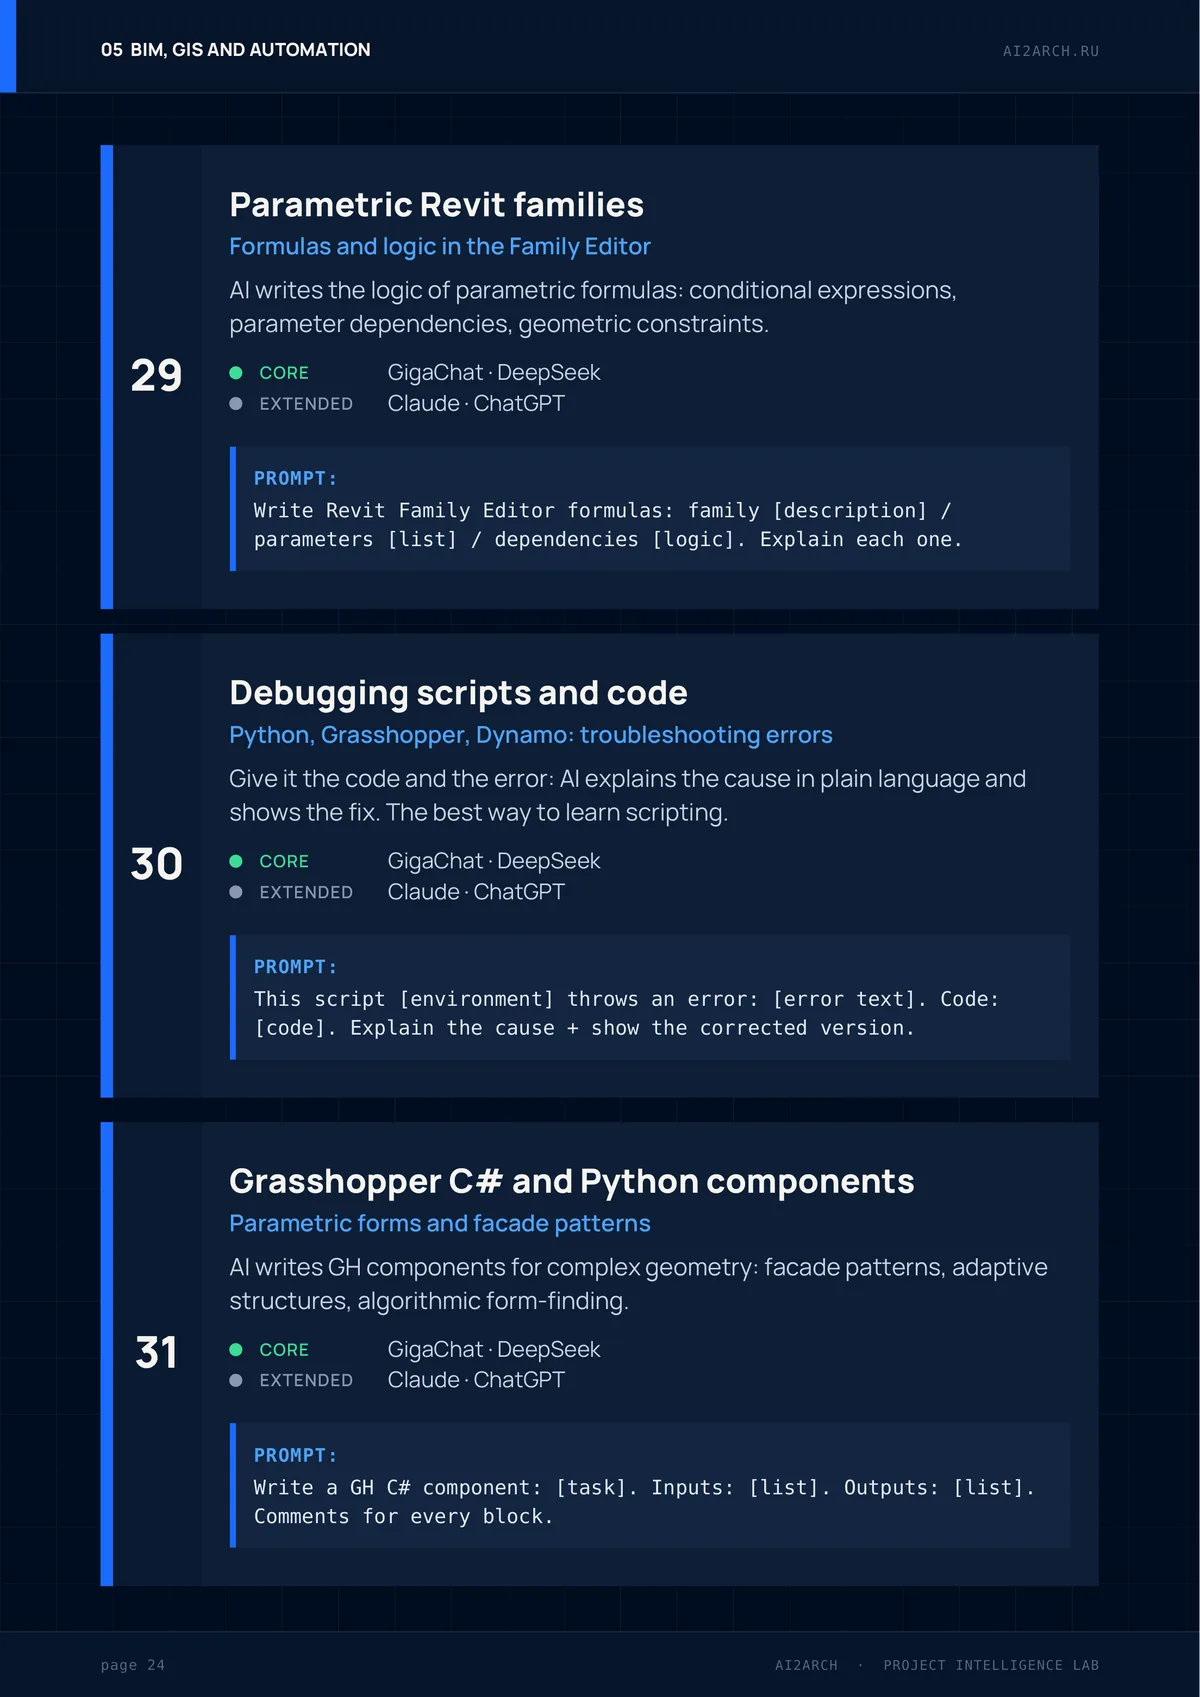 05 BIM, GIS AND AUTOMATION
AI2ARCH.RU
29
Parametric Revit families
Formulas and logic in the Family Editor
AI writes the logic of parametric formulas: conditional expressions,
parameter dependencies, geometric constraints.
CORE GigaChat · DeepSeek
EXTENDED Claude · ChatGPT
PROMPT:
Write Revit Family Editor formulas: family [description] /
parameters [list] / dependencies [logic]. Explain each one.
30
Debugging scripts and code
Python, Grasshopper, Dynamo: troubleshooting errors
Give it the code and the error: AI explains the cause in plain language and
shows the fix. The best way to learn scripting.
CORE GigaChat · DeepSeek
EXTENDED Claude · ChatGPT
PROMPT:
This script [environment] throws an error: [error text]. Code:
[code]. Explain the cause + show the corrected version.
31
Grasshopper C# and Python components
Parametric forms and facade patterns
AI writes GH components for complex geometry: facade patterns, adaptive
structures, algorithmic form-finding.
CORE GigaChat · DeepSeek
EXTENDED Claude · ChatGPT
PROMPT:
Write a GH C# component: [task]. Inputs: [list]. Outputs: [list].
Comments for every block.
page 24
AI2ARCH · PROJECT INTELLIGENCE LAB